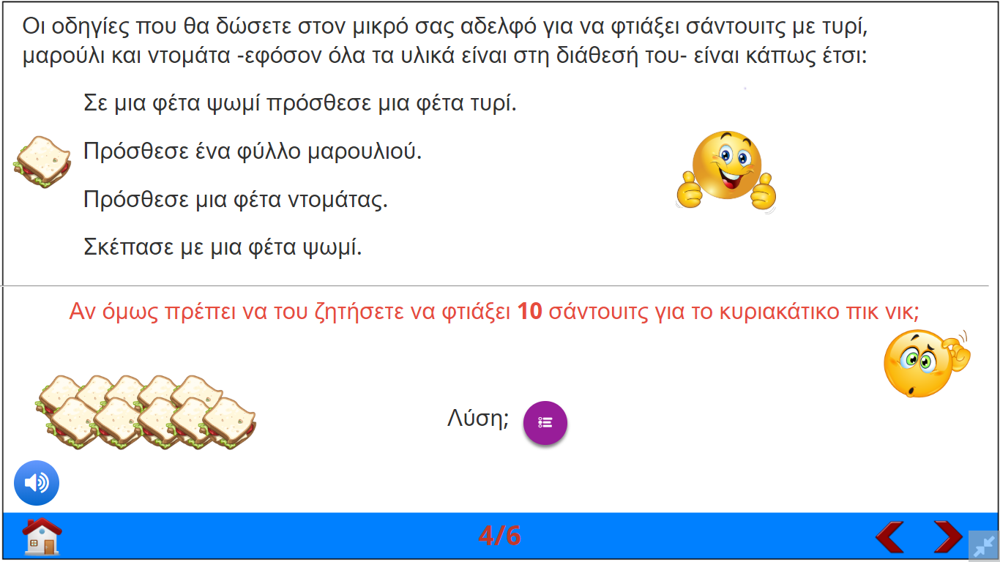 Οι οδηγίες που θα δώσετε στον μικρό σας αδελφό για να φτιάξει σάντουιτς με τυρί,
μαρούλι και ντομάτα -εφόσον όλα τα υλικά είναι στη διάθεσή του- είναι κάπως έτσι:
Σε μια φέτα ψωμί πρόσθεσε μια φέτα τυρί.
Πρόσθεσε ένα φύλλο μαρουλιού.
Πρόσθεσε μια φέτα ντομάτας.
Σκέπασε με μια φέτα ψωμί.
Αν όμως πρέπει να του ζητήσετε να φτιάξει 10 σάντουιτς για το κυριακάτικο πικ νικ;
Λύση;
4/6